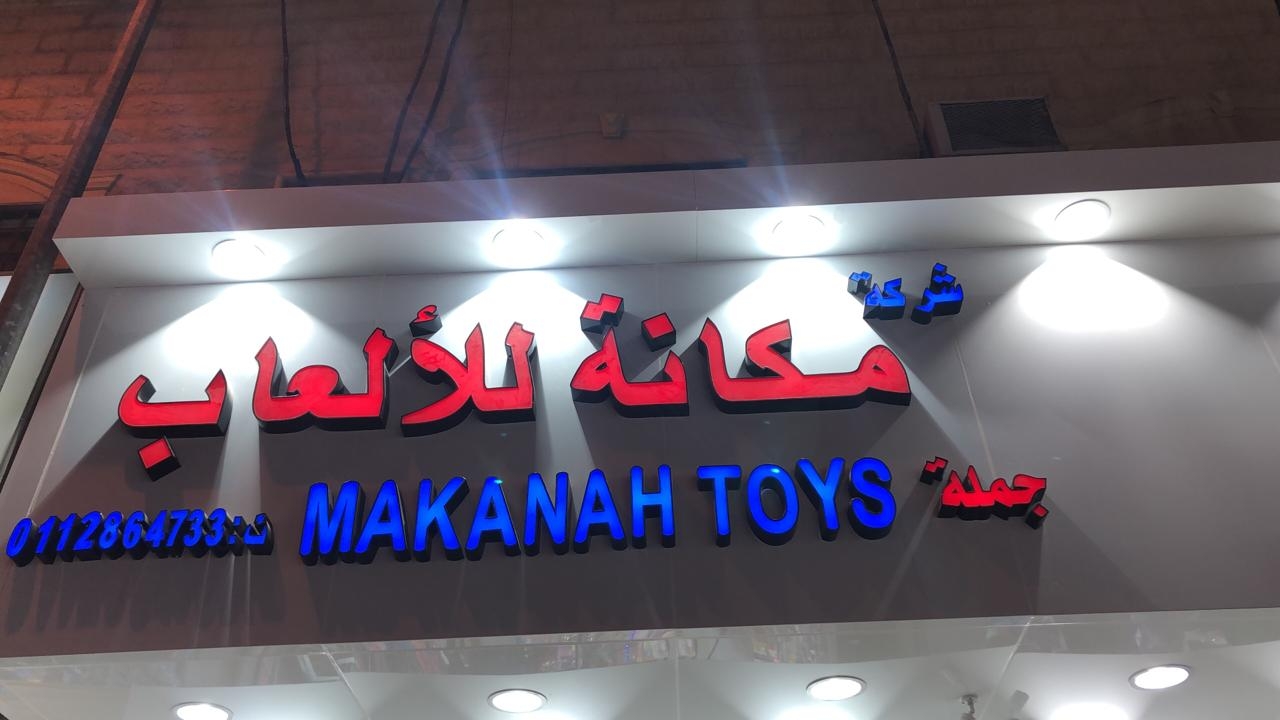 شركة
مكانة للألعاب
جملة MAKANAH TOYS ت: 0112864733